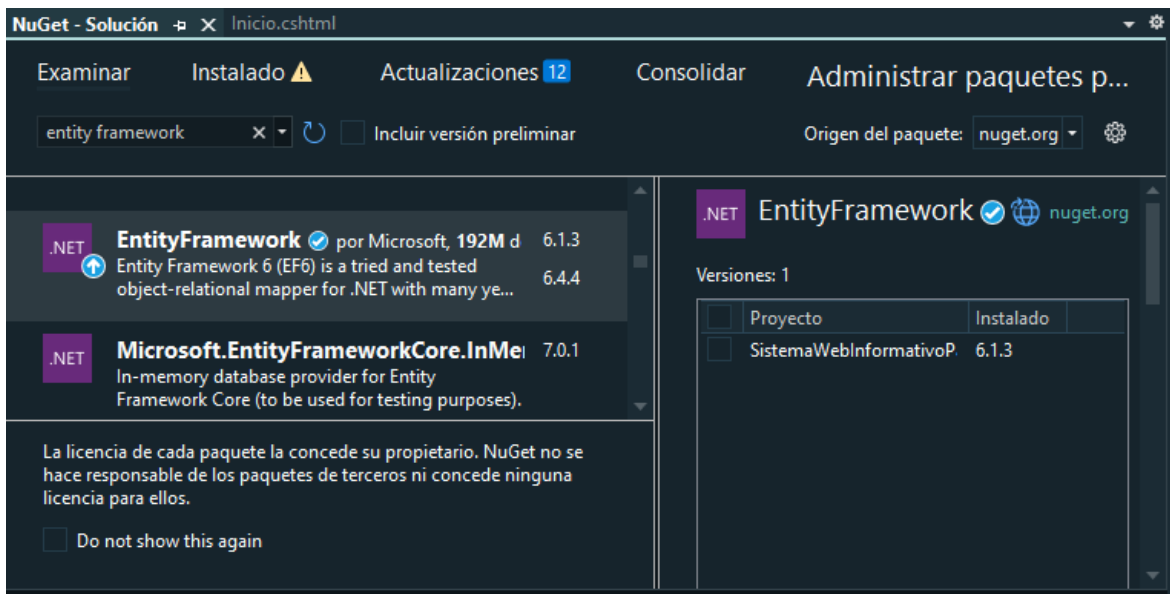 NuGet - Solución Inicio.cshtml
Examinar Instalado Actualizaciones 12 Consolidar Administrar paquetes p...
entity framework Incluir versión preliminar Origen del paquete: nuget.org
.NET EntityFramework por Microsoft, 192M d 6.1.3
Entity Framework 6 (EF6) is a tried and tested
object-relational mapper for .NET with many ye... 6.4.4
.NET Microsoft.EntityFrameworkCore.InMe 7.0.1
In-memory database provider for Entity
Framework Core (to be used for testing purposes).
La licencia de cada paquete la concede su propietario. NuGet no se
hace responsable de los paquetes de terceros ni concede ninguna
licencia para ellos.
Do not show this again
.NET EntityFramework nuget.org
Versiones: 1
Proyecto Instalado
SistemaWebInformativoP 6.1.3